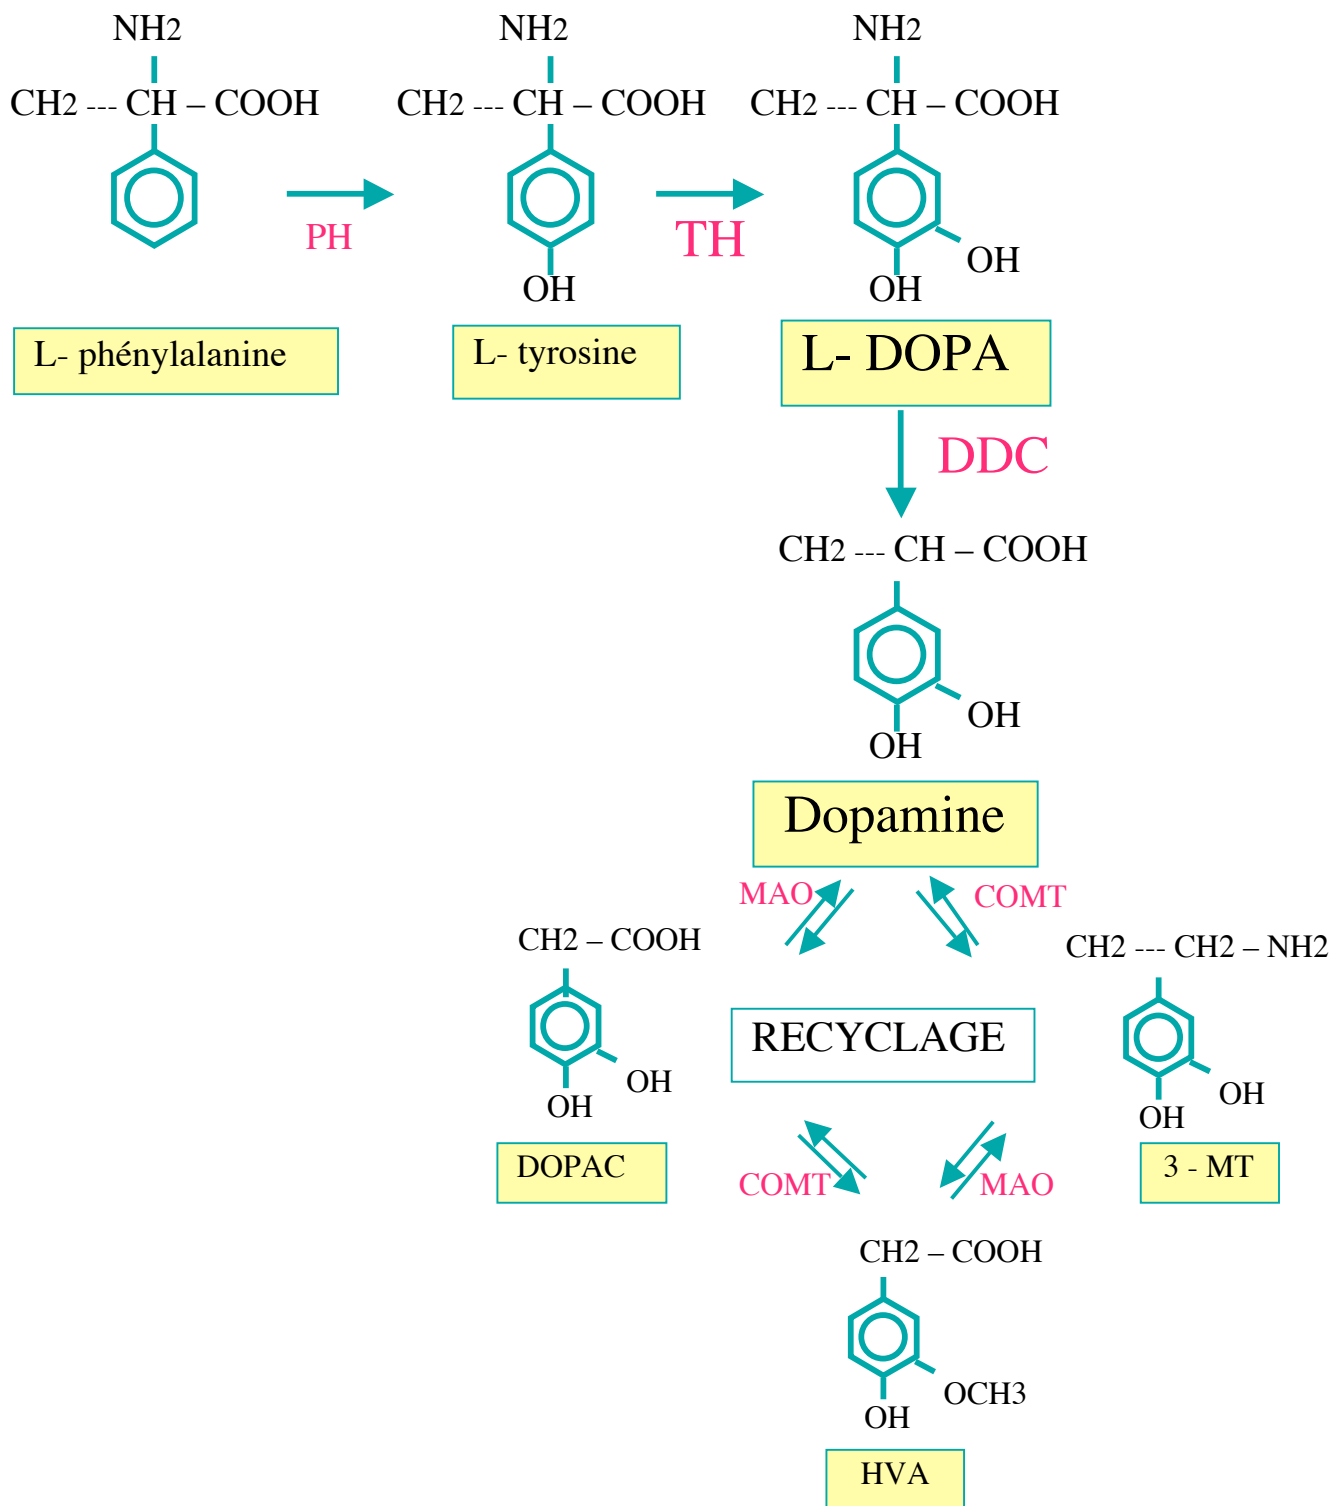 NH2 NH2 NH2
CH2 --- CH – COOH CH2 --- CH – COOH CH2 --- CH – COOH
PH TH
OH OH OH
L- phénylalanine L- tyrosine L- DOPA
DDC
CH2 --- CH – COOH
OH
OH
Dopamine
MAO COMT
CH2 – COOH CH2 --- CH2 – NH2
RECYCLAGE
OH OH
OH OH
DOPAC 3 - MT
COMT MAO
CH2 – COOH
OCH3
OH
HVA